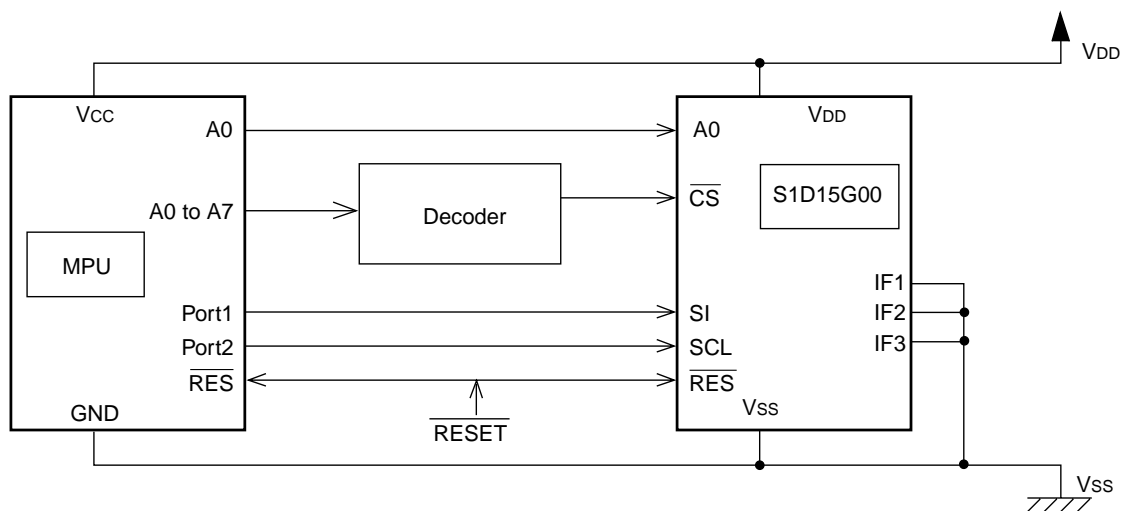 VDD
VCC
VDD
A0
A0
S1D15G00
CS
A0 to A7
Decoder
MPU
IF1
Port1
SI
IF2
Port2
SCL
IF3
RES
RES
GND
VSS
RESET
VSS